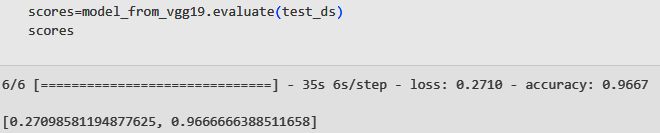 scores=model_from_vgg19.evaluate(test_ds)
scores
6/6 [==============================] - 35s 6s/step - loss: 0.2710 - accuracy: 0.9667
[0.27098581194877625, 0.9666666388511658]